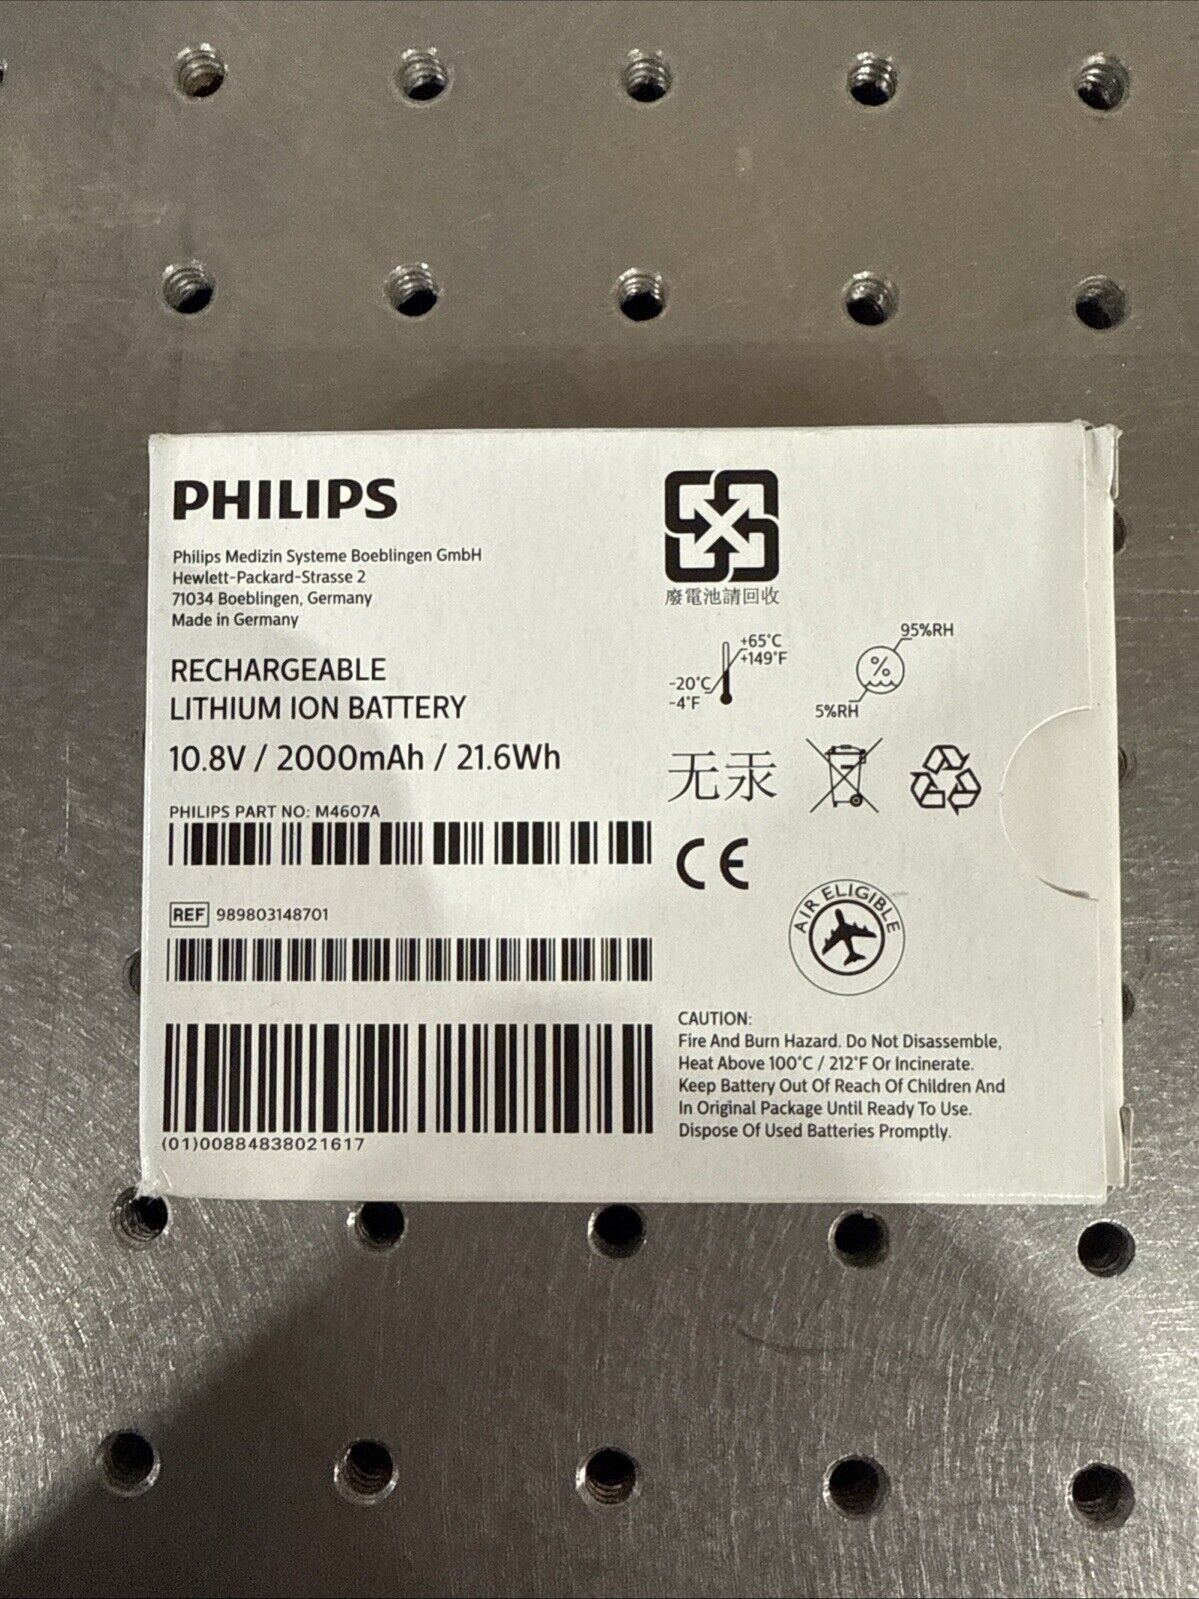 PHILIPS
Philips Medizin Systeme Boeblingen GmbH
Hewlett-Packard-Strasse 2
71034 Boeblingen, Germany
Made in Germany
RECHARGEABLE
LITHIUM ION BATTERY
10.8V / 2000mAh / 21.6Wh
PHILIPS PART NO: M4607A
REF 989803148701
(01)00884838021617
廢電池請回收
+65°C
+149°F
-20°C
-4°F
95%RH
%
5%RH
无汞
CE
AIR ELIGIBLE
CAUTION:
Fire And Burn Hazard. Do Not Disassemble,
Heat Above 100°C / 212°F Or Incinerate.
Keep Battery Out Of Reach Of Children And
In Original Package Until Ready To Use.
Dispose Of Used Batteries Promptly.